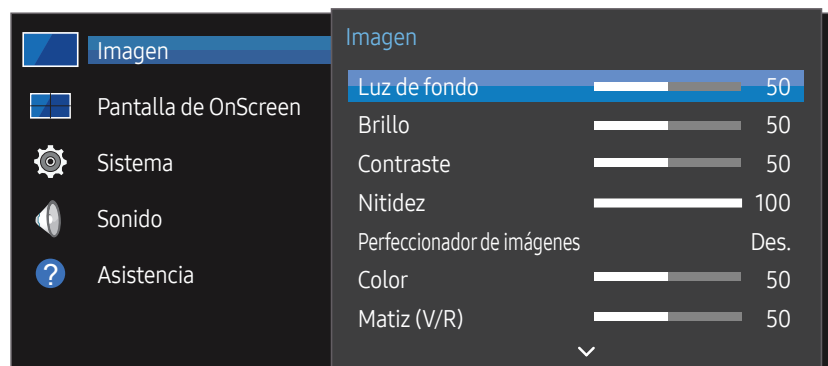 Imagen
Pantalla de OnScreen
Sistema
Sonido
? Asistencia
Imagen
Luz de fondo 50
Brillo 50
Contraste 50
Nitidez 100
Perfeccionador de imágenes Des.
Color 50
Matiz (V/R) 50